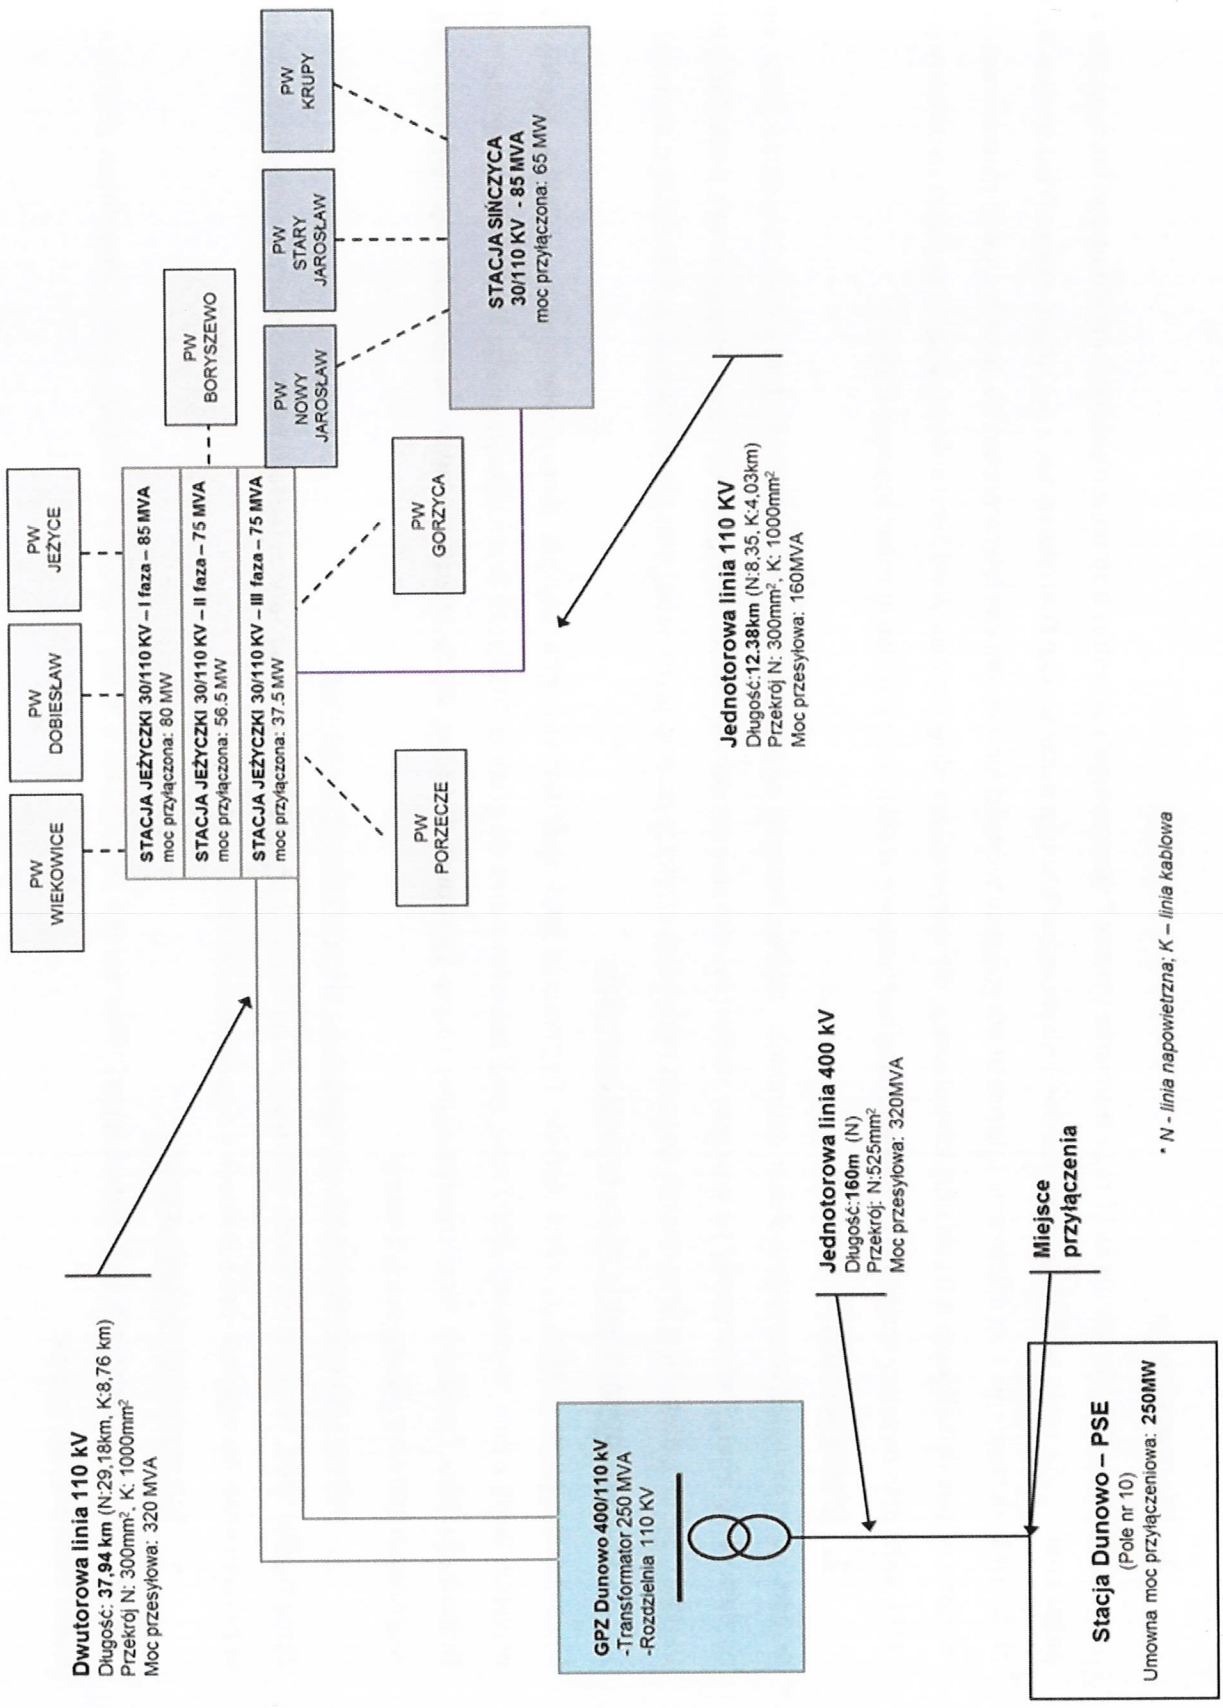 PW
WIEKOWICE
PW
DOBIESŁAW
PW
JEŻYCE
STACJA JEŻYCZKI 30/110 KV – I faza – 85 MVA
moc przyłączona: 80 MW
STACJA JEŻYCZKI 30/110 KV – II faza – 75 MVA
moc przyłączona: 56.5 MW
STACJA JEŻYCZKI 30/110 KV – III faza – 75 MVA
moc przyłączona: 37.5 MW
PW
BORYSZEWO
PW
NOWY
JAROSŁAW
PW
STARY
JAROSŁAW
PW
KRUPY
PW
PORZECZE
PW
GORZYCA
STACJA SIŃCZYCA
30/110 KV - 85 MVA
moc przyłączona: 65 MW
Dwutorowa linia 110 kV
Długość: 37,94 km (N:29,18km, K:8,76 km)
Przekrój N: 300mm², K: 1000mm²
Moc przesyłowa: 320 MVA
Jednotorowa linia 110 KV
Długość:12.38km (N:8,35, K:4,03km)
Przekrój N: 300mm², K: 1000mm²
Moc przesyłowa: 160MVA
GPZ Dunowo 400/110 kV
-Transformator 250 MVA
-Rozdzielnia 110 KV
Jednotorowa linia 400 kV
Długość:160m (N)
Przekrój: N:525mm²
Moc przesyłowa: 320MVA
Miejsce
przyłączenia
Stacja Dunowo – PSE
(Pole nr 10)
Umowna moc przyłączeniowa: 250MW
* N - linia napowietrzna; K – linia kablowa